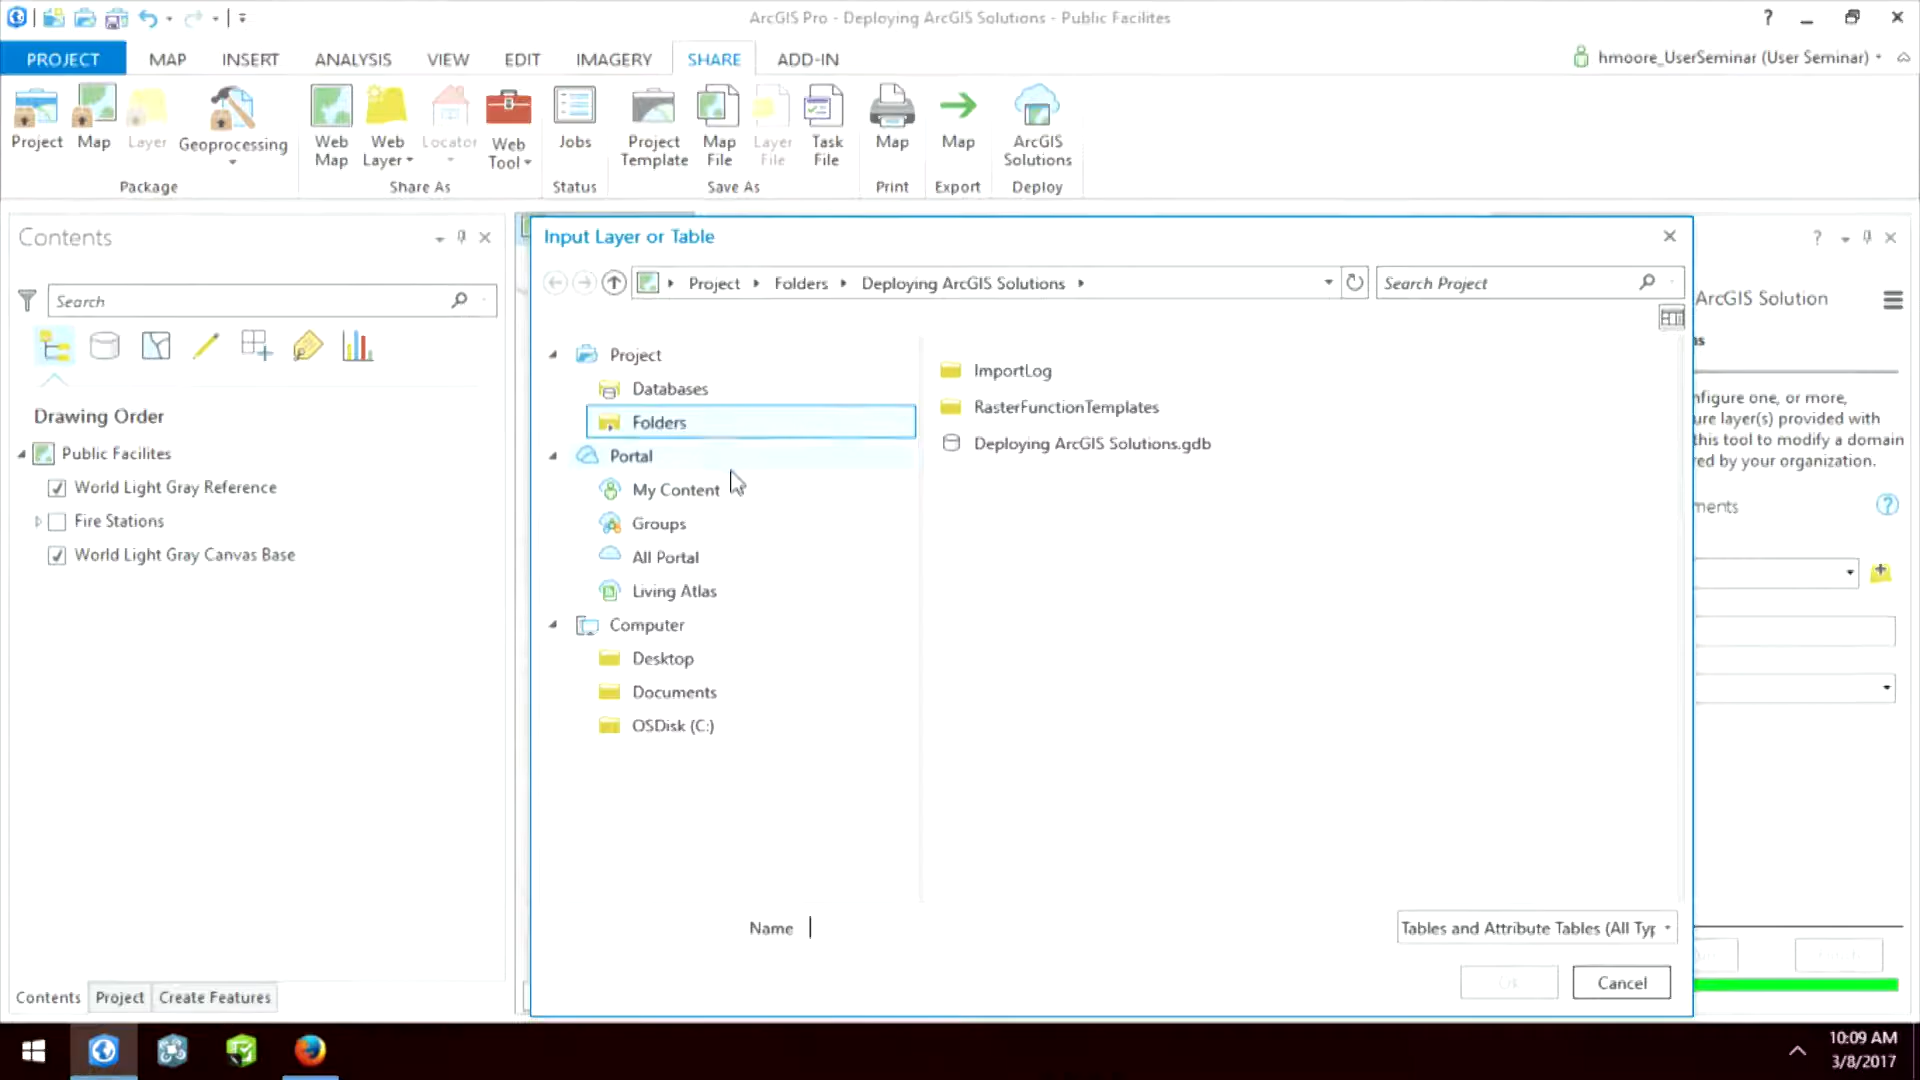 ArcGIS Pro - Deploying ArcGIS Solutions - Public Facilites
PROJECT MAP INSERT ANALYSIS VIEW EDIT IMAGERY SHARE ADD-IN
hmoore_UserSeminar (User Seminar)
Project Map Layer Geoprocessing
Package
Web Map Web Layer Locator Web Tool
Share As
Jobs
Status
Project Template Map File Layer File Task File
Save As
Map
Print
Map
Export
ArcGIS Solutions
Deploy
Contents
Search
Drawing Order
Public Facilites
World Light Gray Reference
Fire Stations
World Light Gray Canvas Base
Contents Project Create Features
Input Layer or Table
Project Folders Deploying ArcGIS Solutions
Search Project
Project
Databases
Folders
Portal
My Content
Groups
All Portal
Living Atlas
Computer
Desktop
Documents
OSDisk (C:)
ImportLog
RasterFunctionTemplates
Deploying ArcGIS Solutions.gdb
Name
Tables and Attribute Tables (All Typ
Cancel
ArcGIS Solution
nfigure one, or more,
ure layer(s) provided with
this tool to modify a domain
red by your organization.
ments
10:09 AM
3/8/2017